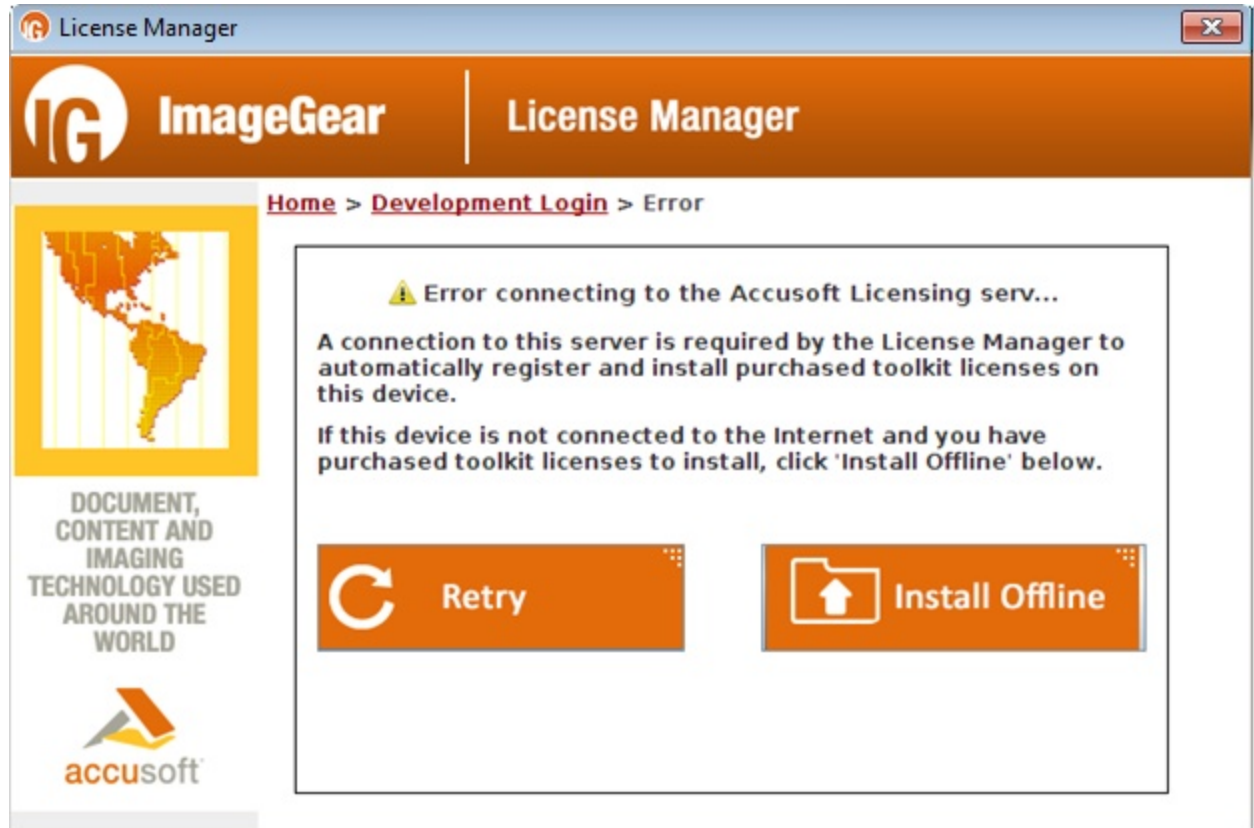 License Manager
IG ImageGear
License Manager
Home > Development Login > Error
Error connecting to the Accusoft Licensing serv...
A connection to this server is required by the License Manager to
automatically register and install purchased toolkit licenses on
this device.
If this device is not connected to the Internet and you have
purchased toolkit licenses to install, click 'Install Offline' below.
Retry
Install Offline
DOCUMENT,
CONTENT AND
IMAGING
TECHNOLOGY USED
AROUND THE
WORLD
accusoft